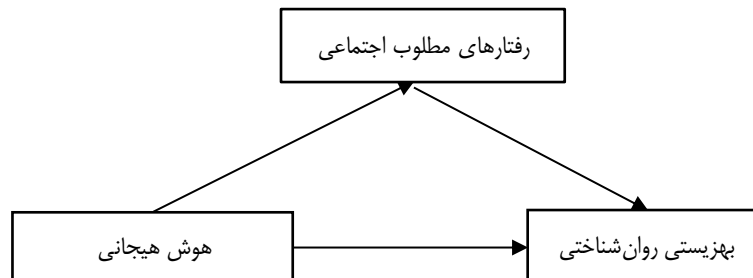 رفتارهای مطلوب اجتماعی
هوش هیجانی
بهزیستی روان‌شناختی